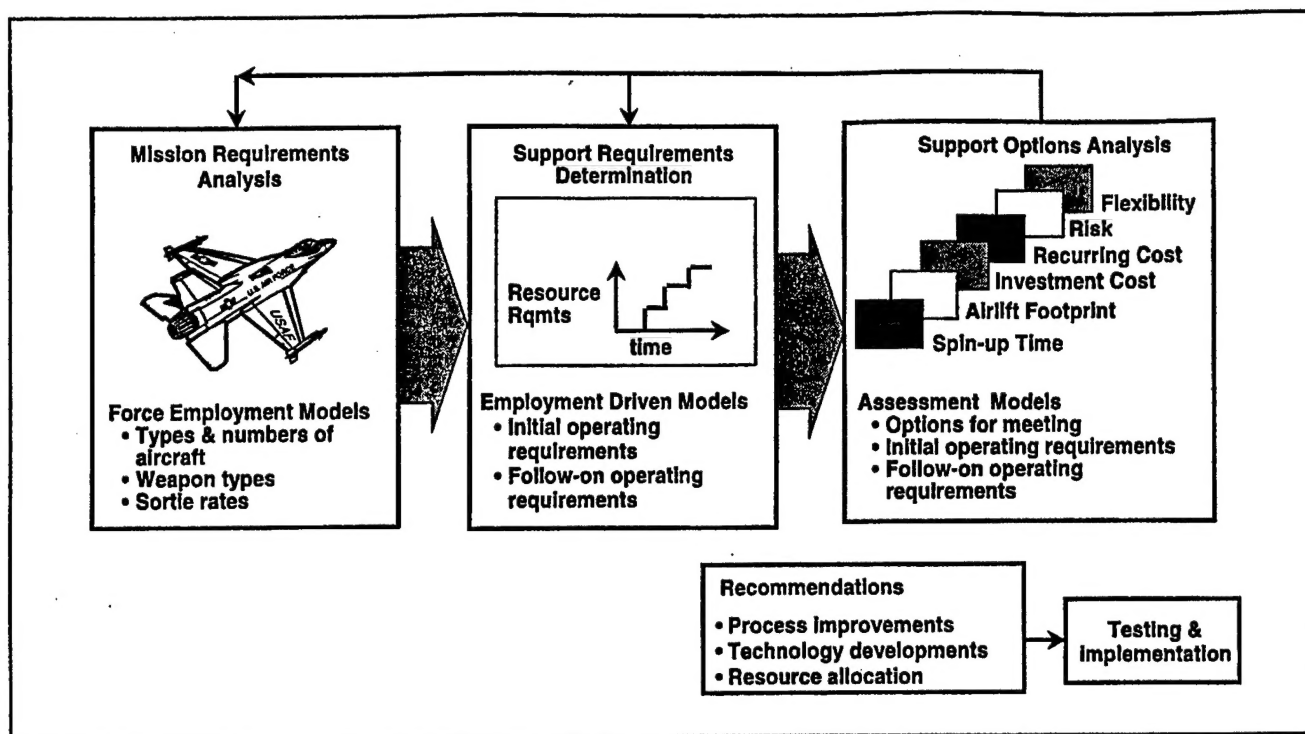 Mission Requirements
Analysis
U.S. AIR FORCE
USAF
Force Employment Models
• Types & numbers of
aircraft
• Weapon types
• Sortie rates
Support Requirements
Determination
Resource
Rqmts
time
Employment Driven Models
• Initial operating
requirements
• Follow-on operating
requirements
Support Options Analysis
Flexibility
Risk
Recurring Cost
Investment Cost
Airlift Footprint
Spin-up Time
Assessment Models
• Options for meeting
• Initial operating requirements
• Follow-on operating
requirements
Recommendations
• Process improvements
• Technology developments
• Resource allocation
Testing &
implementation